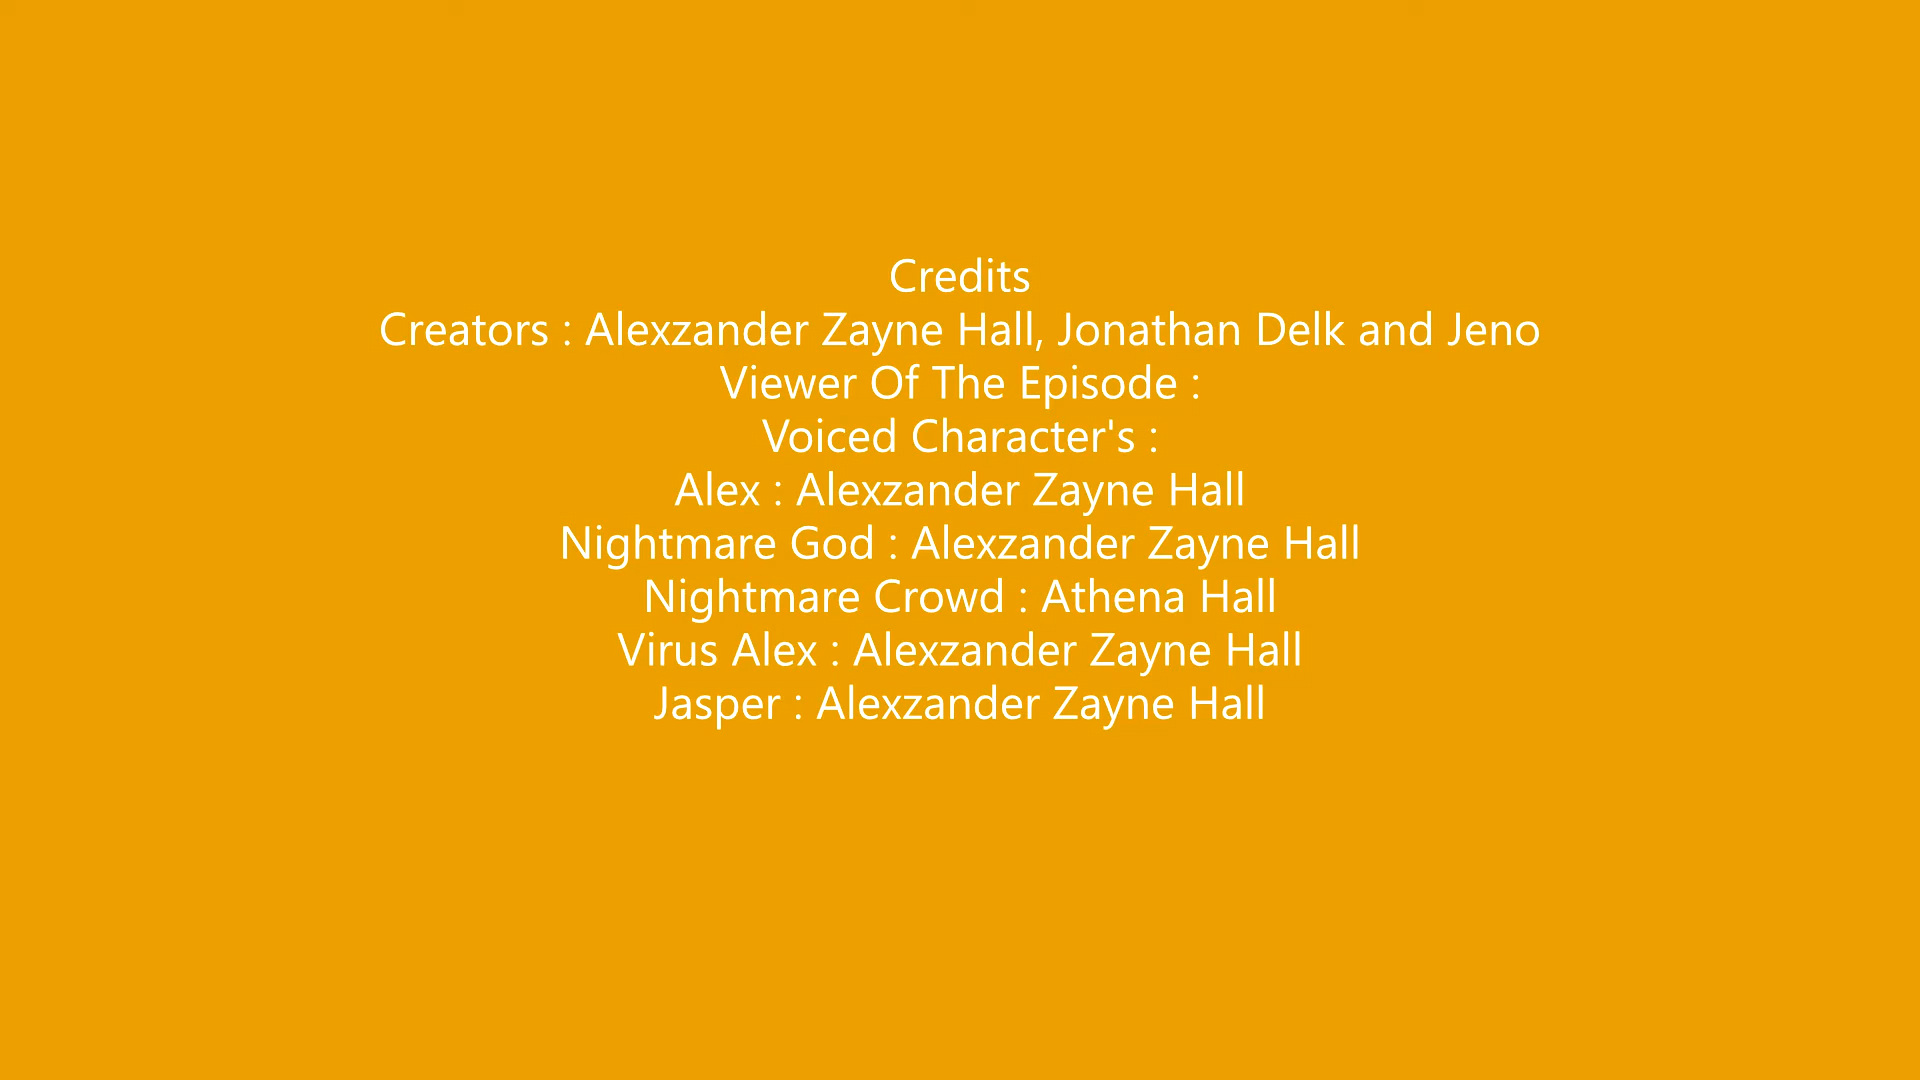 Credits
Creators : Alexzander Zayne Hall, Jonathan Delk and Jeno
Viewer Of The Episode :
Voiced Character's :
Alex : Alexzander Zayne Hall
Nightmare God : Alexzander Zayne Hall
Nightmare Crowd : Athena Hall
Virus Alex : Alexzander Zayne Hall
Jasper : Alexzander Zayne Hall